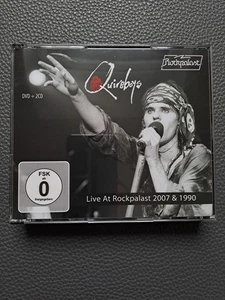 Quireboys
Rockpalast
DVD + 2CD
FSK
0
freigegeben
Live At Rockpalast 2007 & 1990